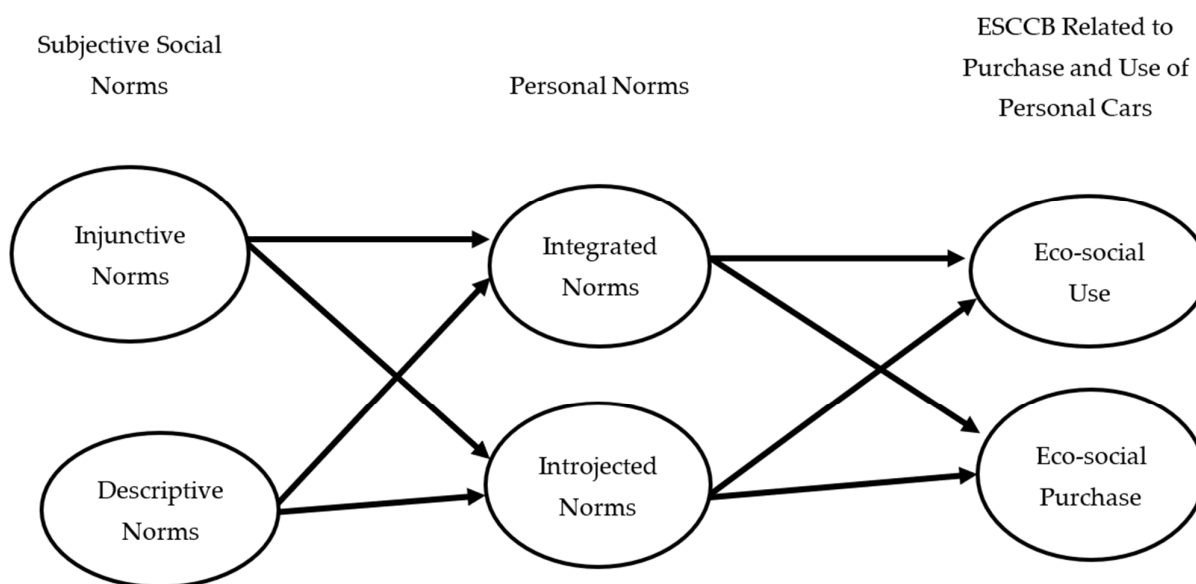 Subjective Social
Norms
Personal Norms
ESCCB Related to
Purchase and Use of
Personal Cars
Injunctive
Norms
Integrated
Norms
Eco-social
Use
Descriptive
Norms
Introjected
Norms
Eco-social
Purchase